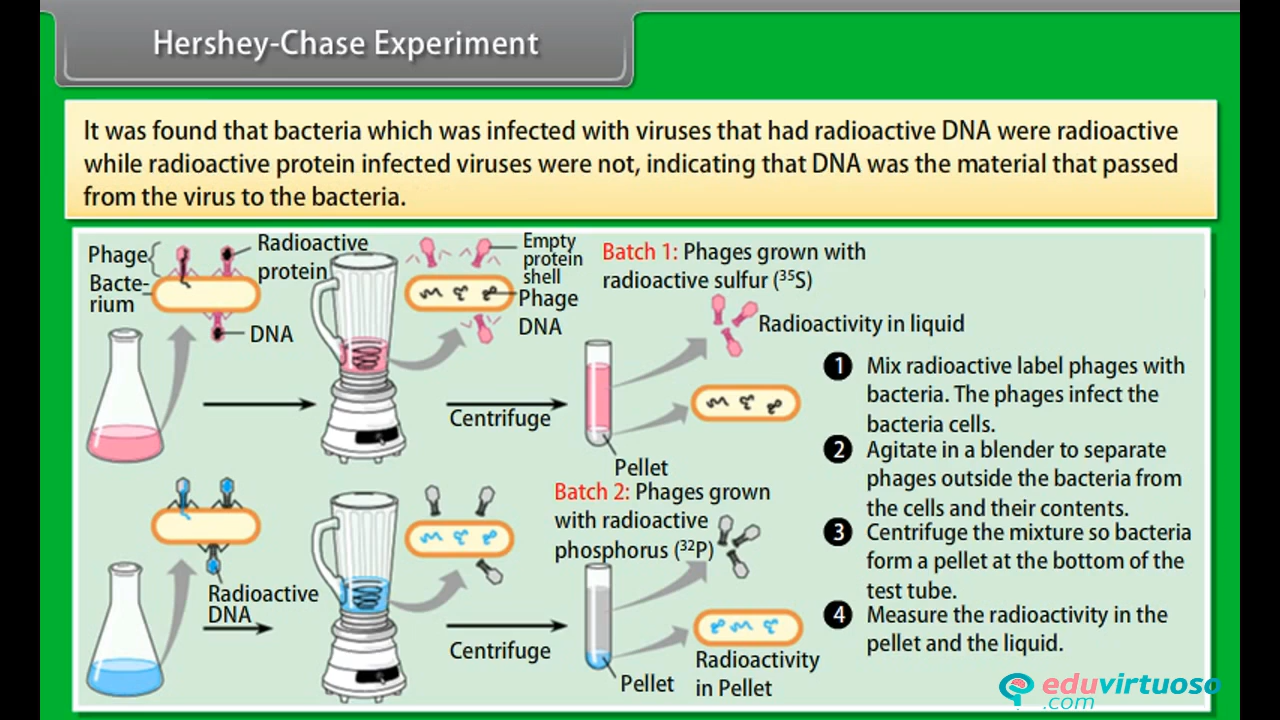 Hershey-Chase Experiment
It was found that bacteria which was infected with viruses that had radioactive DNA were radioactive
while radioactive protein infected viruses were not, indicating that DNA was the material that passed
from the virus to the bacteria.
Phage
Bacte-
rium
Radioactive
protein
DNA
Empty
protein
shell
Phage
DNA
Centrifuge
Batch 1: Phages grown with
radioactive sulfur (³⁵S)
Radioactivity in liquid
Pellet
Radioactive
DNA
Centrifuge
Batch 2: Phages grown
with radioactive
phosphorus (³²P)
Pellet
Radioactivity
in Pellet
1 Mix radioactive label phages with
bacteria. The phages infect the
bacteria cells.
2 Agitate in a blender to separate
phages outside the bacteria from
the cells and their contents.
3 Centrifuge the mixture so bacteria
form a pellet at the bottom of the
test tube.
4 Measure the radioactivity in the
pellet and the liquid.
eduvirtuoso
.com